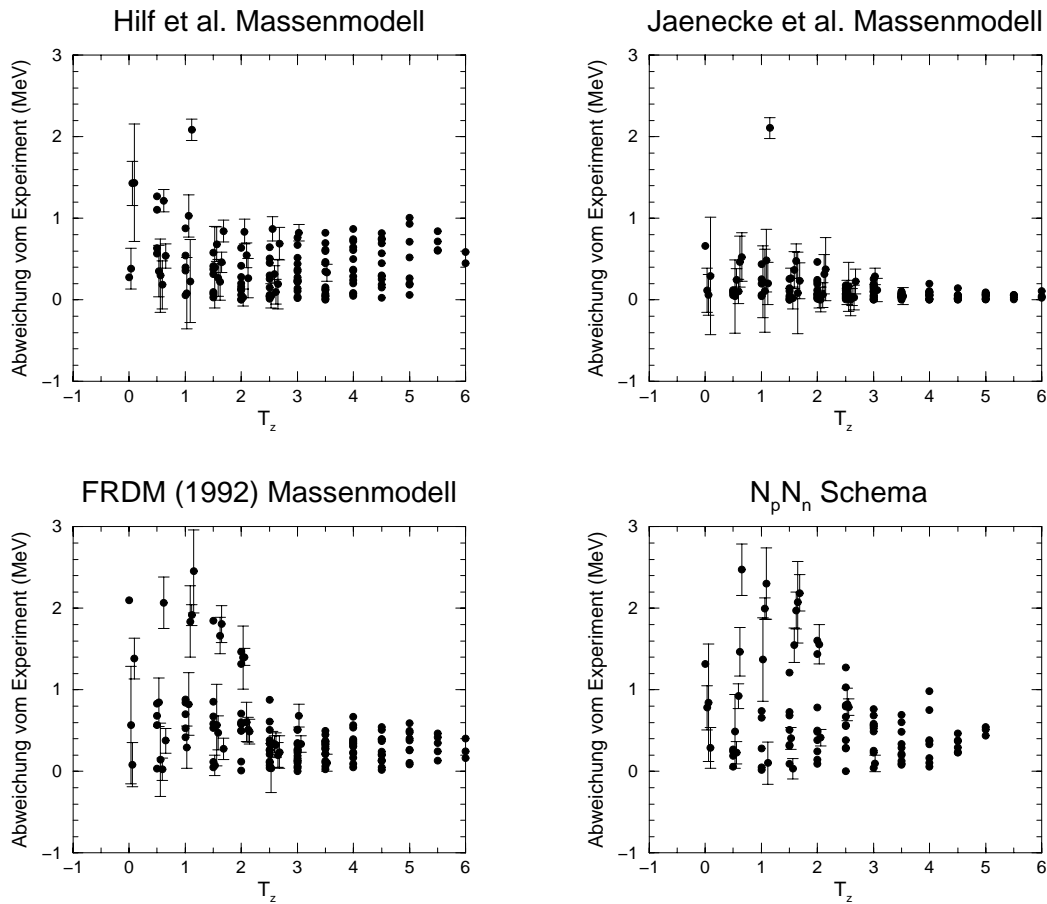 Hilf et al. Massenmodell
Jaenecke et al. Massenmodell
Abweichung vom Experiment (MeV)
3
2
1
0
−1
−1 0 1 2 3 4 5 6
T_z
Abweichung vom Experiment (MeV)
3
2
1
0
−1
−1 0 1 2 3 4 5 6
T_z
FRDM (1992) Massenmodell
N_pN_n Schema
Abweichung vom Experiment (MeV)
3
2
1
0
−1
−1 0 1 2 3 4 5 6
T_z
Abweichung vom Experiment (MeV)
3
2
1
0
−1
−1 0 1 2 3 4 5 6
T_z